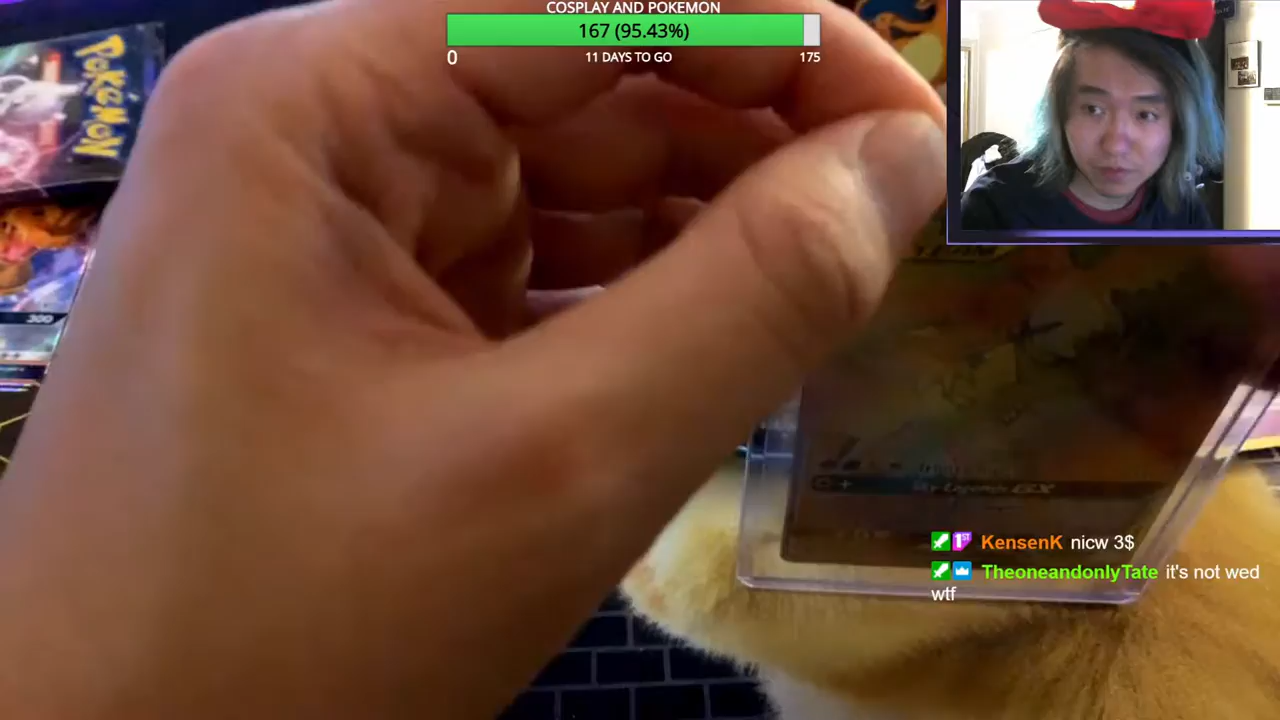 COSPLAY AND POKEMON
167 (95.43%)
0
11 DAYS TO GO
175
POKÉMON
300
KensenK nicw 3$
TheoneandonlyTate it's not wed
wtf